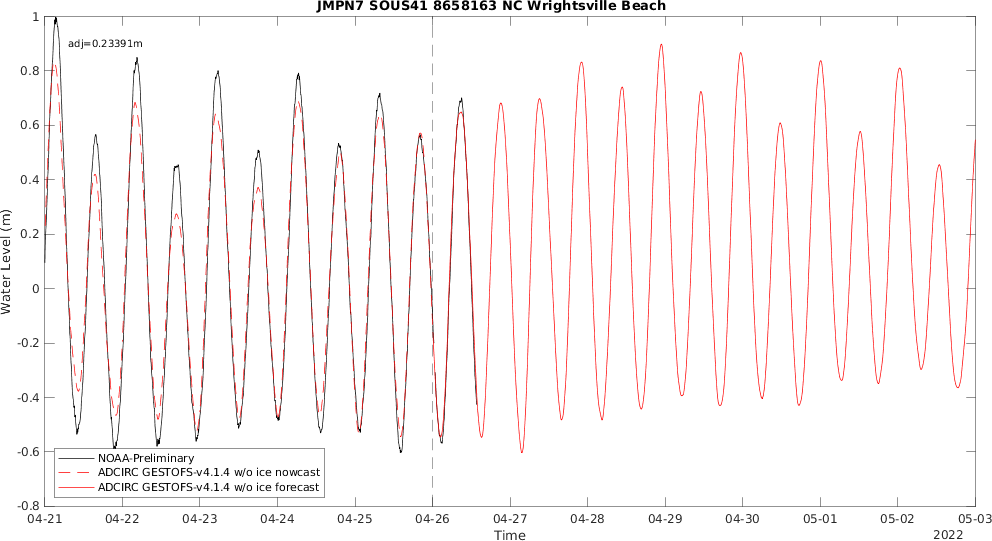 JMPN7 SOUS41 8658163 NC Wrightsville Beach
adj=0.23391m
Water Level (m)
1
0.8
0.6
0.4
0.2
0
-0.2
-0.4
-0.6
-0.8
NOAA-Preliminary
ADCIRC GESTOFS-v4.1.4 w/o ice nowcast
ADCIRC GESTOFS-v4.1.4 w/o ice forecast
04-21 04-22 04-23 04-24 04-25 04-26 04-27 04-28 04-29 04-30 05-01 05-02 05-03
Time
2022